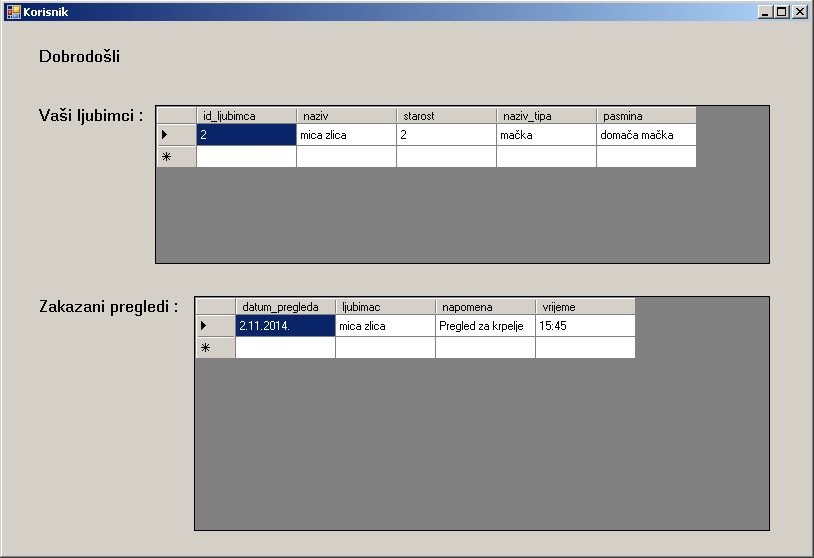 Korisnik
Dobrodošli
Vaši ljubimci :
id_ljubimca naziv starost naziv_tipa pasmina
2 mica zlica 2 mačka domača mačka
Zakazani pregledi :
datum_pregleda ljubimac napomena vrijeme
2.11.2014. mica zlica Pregled za krpelje 15:45